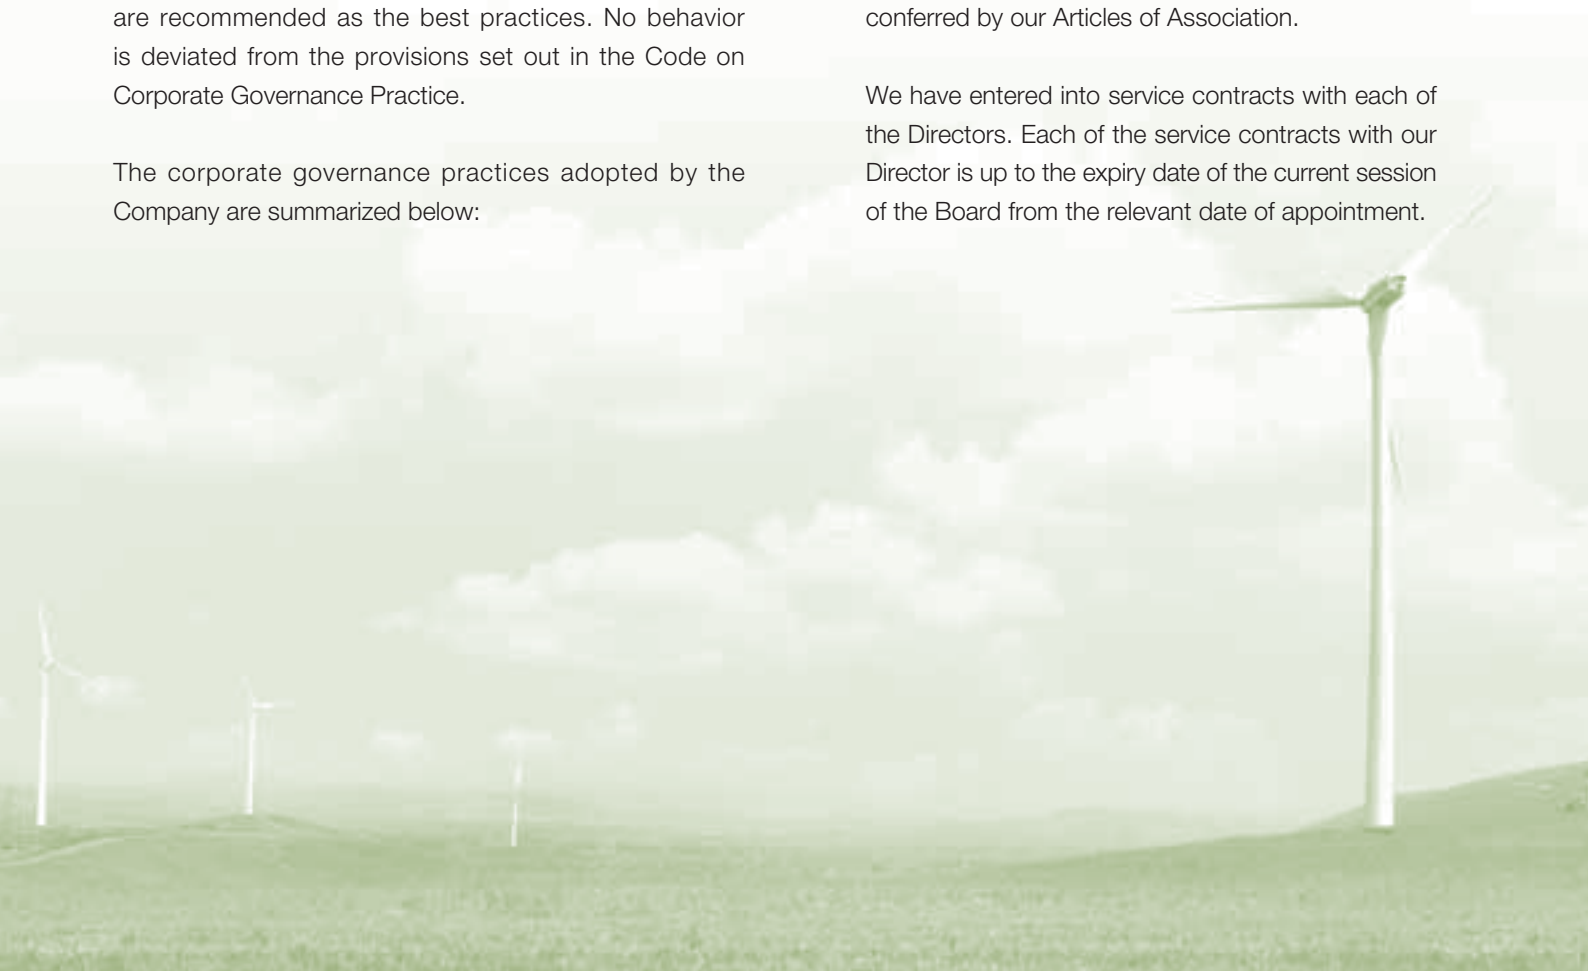 are recommended as the best practices. No behavior
is deviated from the provisions set out in the Code on
Corporate Governance Practice.
The corporate governance practices adopted by the
Company are summarized below:
conferred by our Articles of Association.
We have entered into service contracts with each of
the Directors. Each of the service contracts with our
Director is up to the expiry date of the current session
of the Board from the relevant date of appointment.